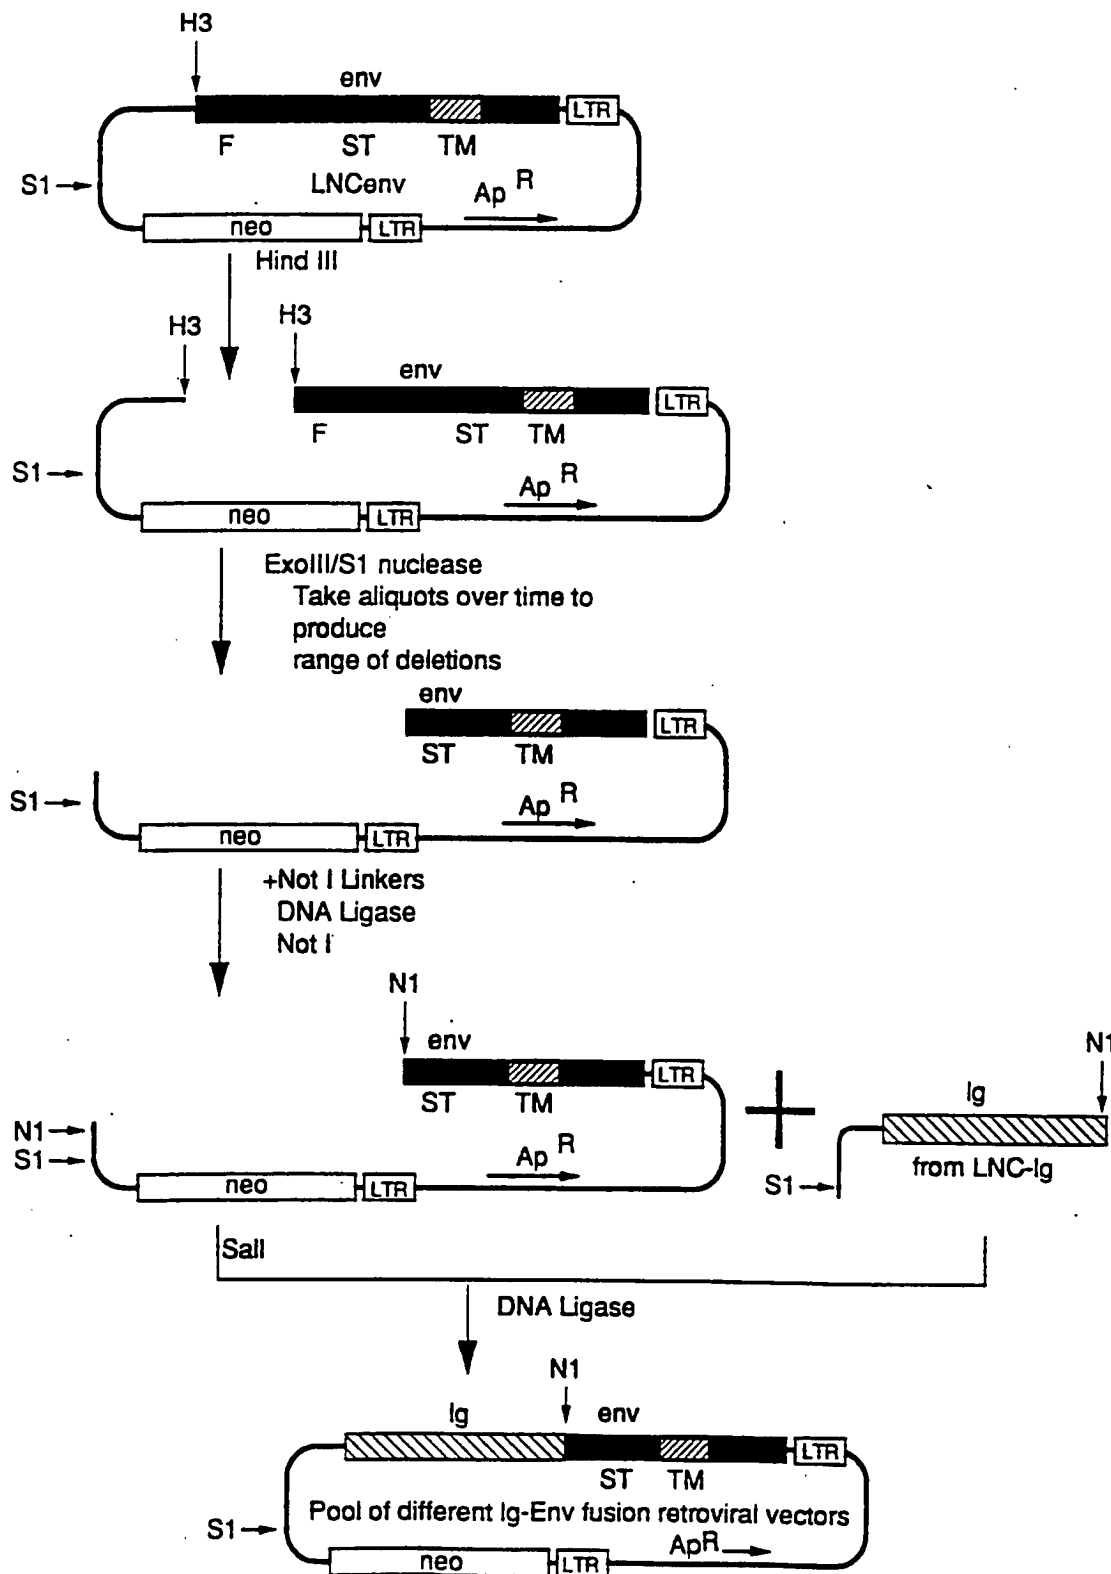 H3
env
LTR
F ST TM
S1
LNCenv
Ap R
neo
LTR
Hind III
H3
H3
env
LTR
F ST TM
S1
Ap R
neo
LTR
ExoIII/S1 nuclease
Take aliquots over time to
produce
range of deletions
env
LTR
ST TM
S1
Ap R
neo
LTR
+Not I Linkers
DNA Ligase
Not I
N1
env
LTR
ST TM
N1
S1
Ap R
neo
LTR
N1
Ig
from LNC-Ig
S1
SalI
DNA Ligase
N1
Ig
env
LTR
ST TM
Pool of different Ig-Env fusion retroviral vectors
S1
ApR
neo
LTR